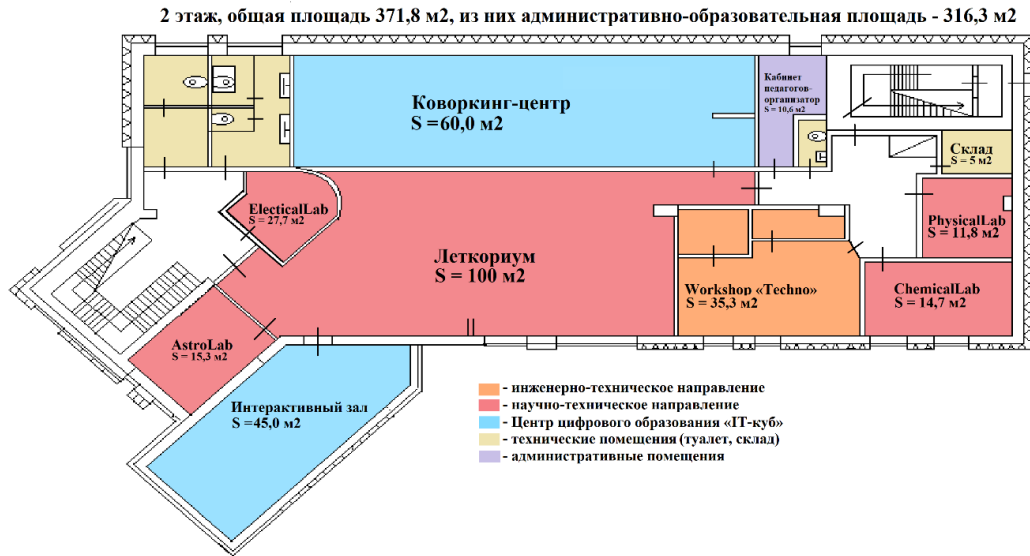 2 этаж, общая площадь 371,8 м2, из них административно-образовательная площадь - 316,3 м2
Коворкинг-центр
S =60,0 м2
Кабинет
педагогов-
организатор
S = 10,6 м2
Склад
S = 5 м2
ElecticalLab
S = 27,7 м2
PhysicalLab
S = 11,8 м2
Леткориум
S = 100 м2
Workshop «Techno»
S = 35,3 м2
ChemicalLab
S = 14,7 м2
AstroLab
S = 15,3 м2
Интерактивный зал
S =45,0 м2
- инженерно-техническое направление
- научно-техническое направление
- Центр цифрового образования «IT-куб»
- технические помещения (туалет, склад)
- административные помещения